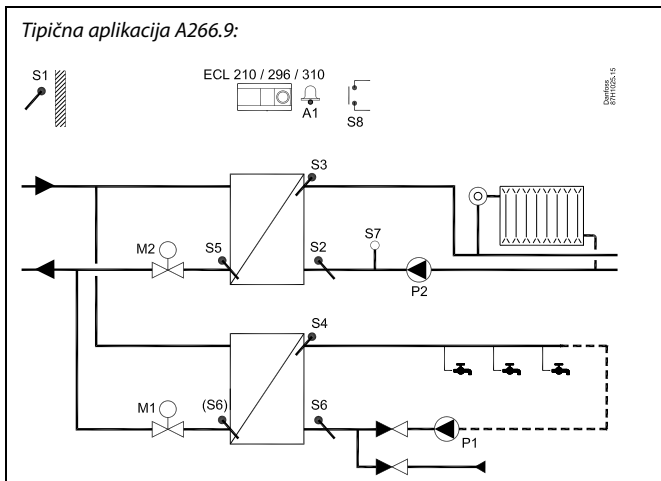 Tipična aplikacija A266.9:
S1
ECL 210 / 296 / 310
A1
S8
Danfoss
87H1025.15
S3
M2
S5
S2
S7
P2
S4
M1
(S6)
S6
P1